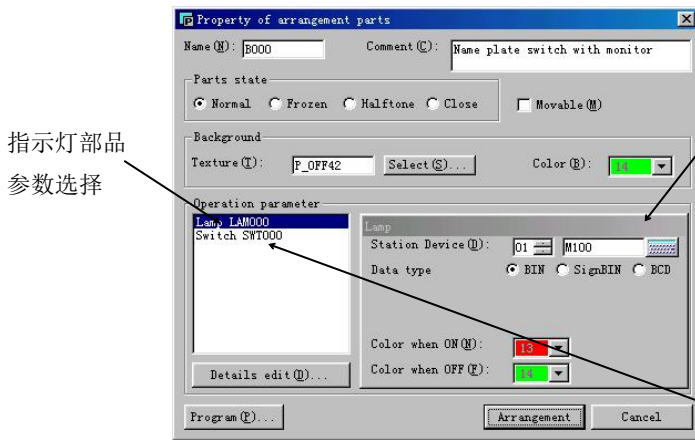 Property of arrangement parts
Name(N): B000 Comment(C): Name plate switch with monitor
Parts state
Normal Frozen Halftone Close Movable(M)
Background
Texture(T): P_OFF42 Select(S)... Color(B): 14
指示灯部品
参数选择
Operation parameter
Lamp LAM000
Switch SWT000
Lamp
Station Device(D): 01 M100
Data type BIN SignBIN BCD
Color when ON(N): 13
Color when OFF(F): 14
Details edit(D)...
Program(P)... Arrangement Cancel